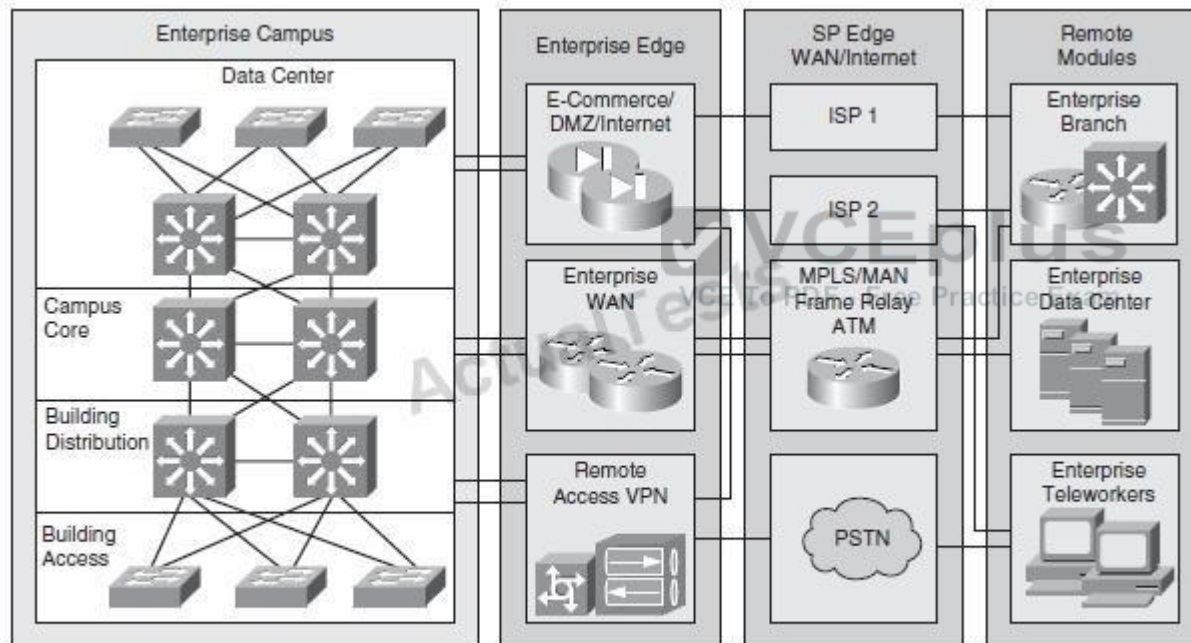 Enterprise Campus
Data Center
Campus
Core
Building
Distribution
Building
Access
Enterprise Edge
E-Commerce/
DMZ/Internet
Enterprise
WAN
Remote
Access VPN
SP Edge
WAN/Internet
ISP 1
ISP 2
MPLS/MAN
Frame Relay
ATM
PSTN
Remote
Modules
Enterprise
Branch
Enterprise
Data Center
Enterprise
Teleworkers
VCEplus
VCE To PDF - Free Practice Exam
ActualTests